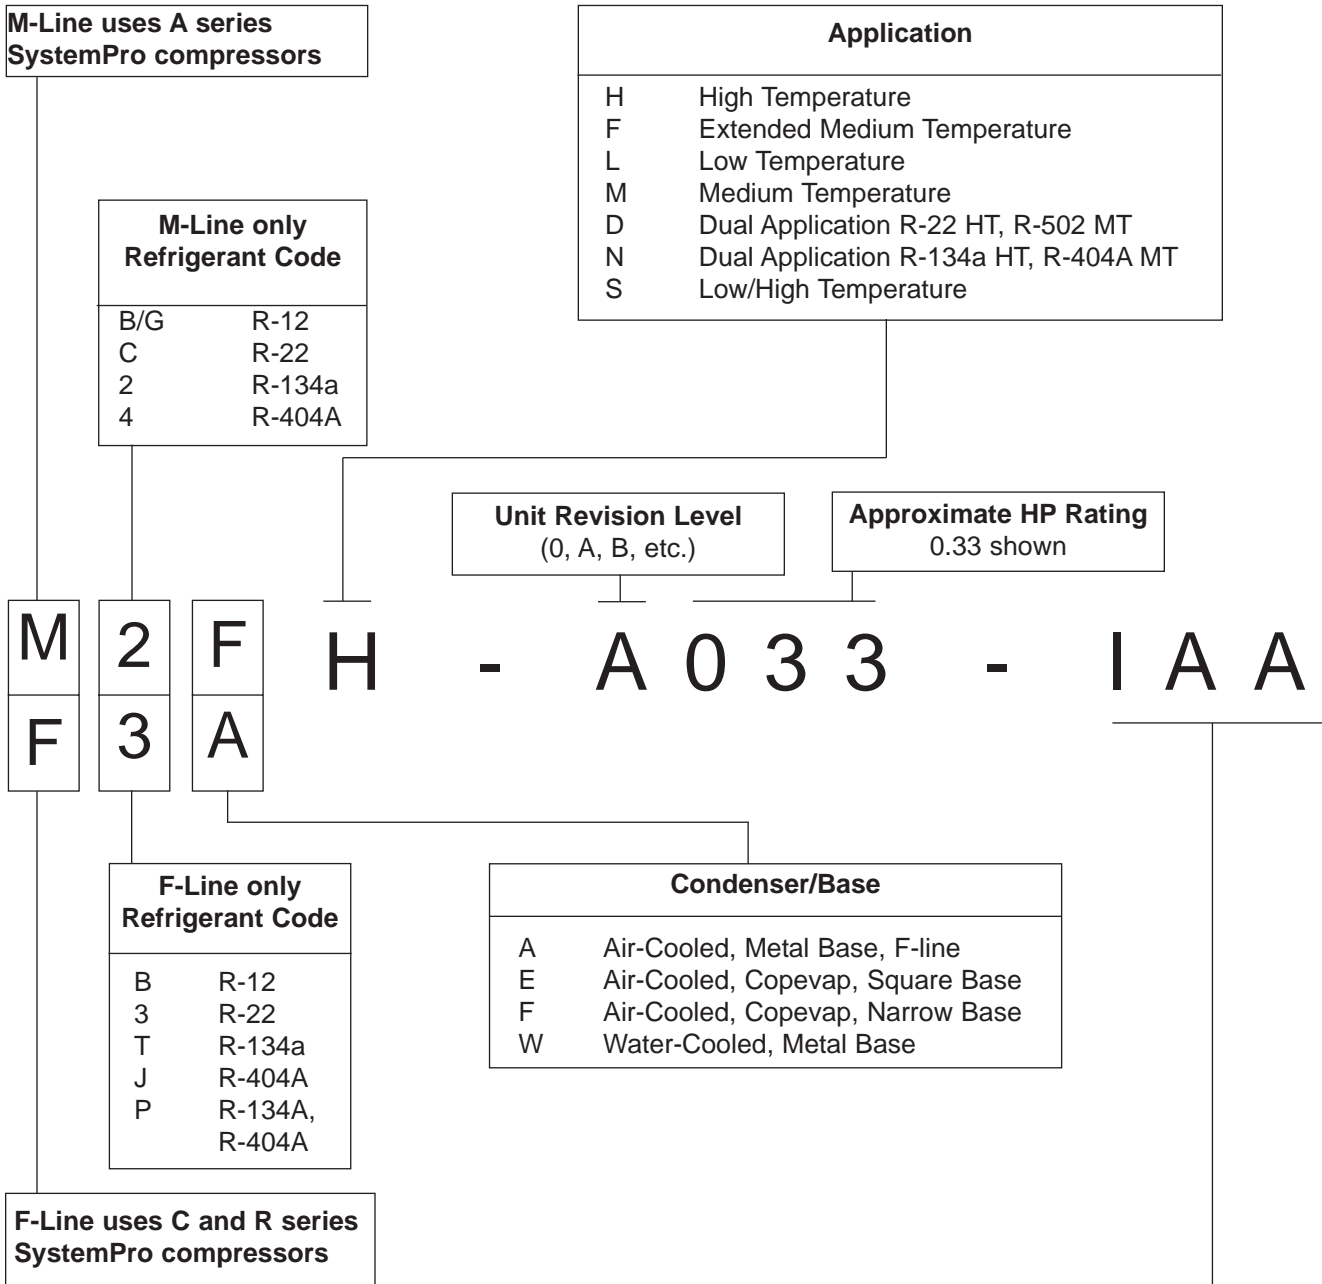 M-Line uses A series
SystemPro compressors
Application
H High Temperature
F Extended Medium Temperature
L Low Temperature
M Medium Temperature
D Dual Application R-22 HT, R-502 MT
N Dual Application R-134a HT, R-404A MT
S Low/High Temperature
M-Line only
Refrigerant Code
B/G R-12
C R-22
2 R-134a
4 R-404A
Unit Revision Level
(0, A, B, etc.)
Approximate HP Rating
0.33 shown
M 2 F H - A 0 3 3 - I A A
F 3 A
F-Line only
Refrigerant Code
B R-12
3 R-22
T R-134a
J R-404A
P R-134A,
R-404A
Condenser/Base
A Air-Cooled, Metal Base, F-line
E Air-Cooled, Copevap, Square Base
F Air-Cooled, Copevap, Narrow Base
W Water-Cooled, Metal Base
F-Line uses C and R series
SystemPro compressors